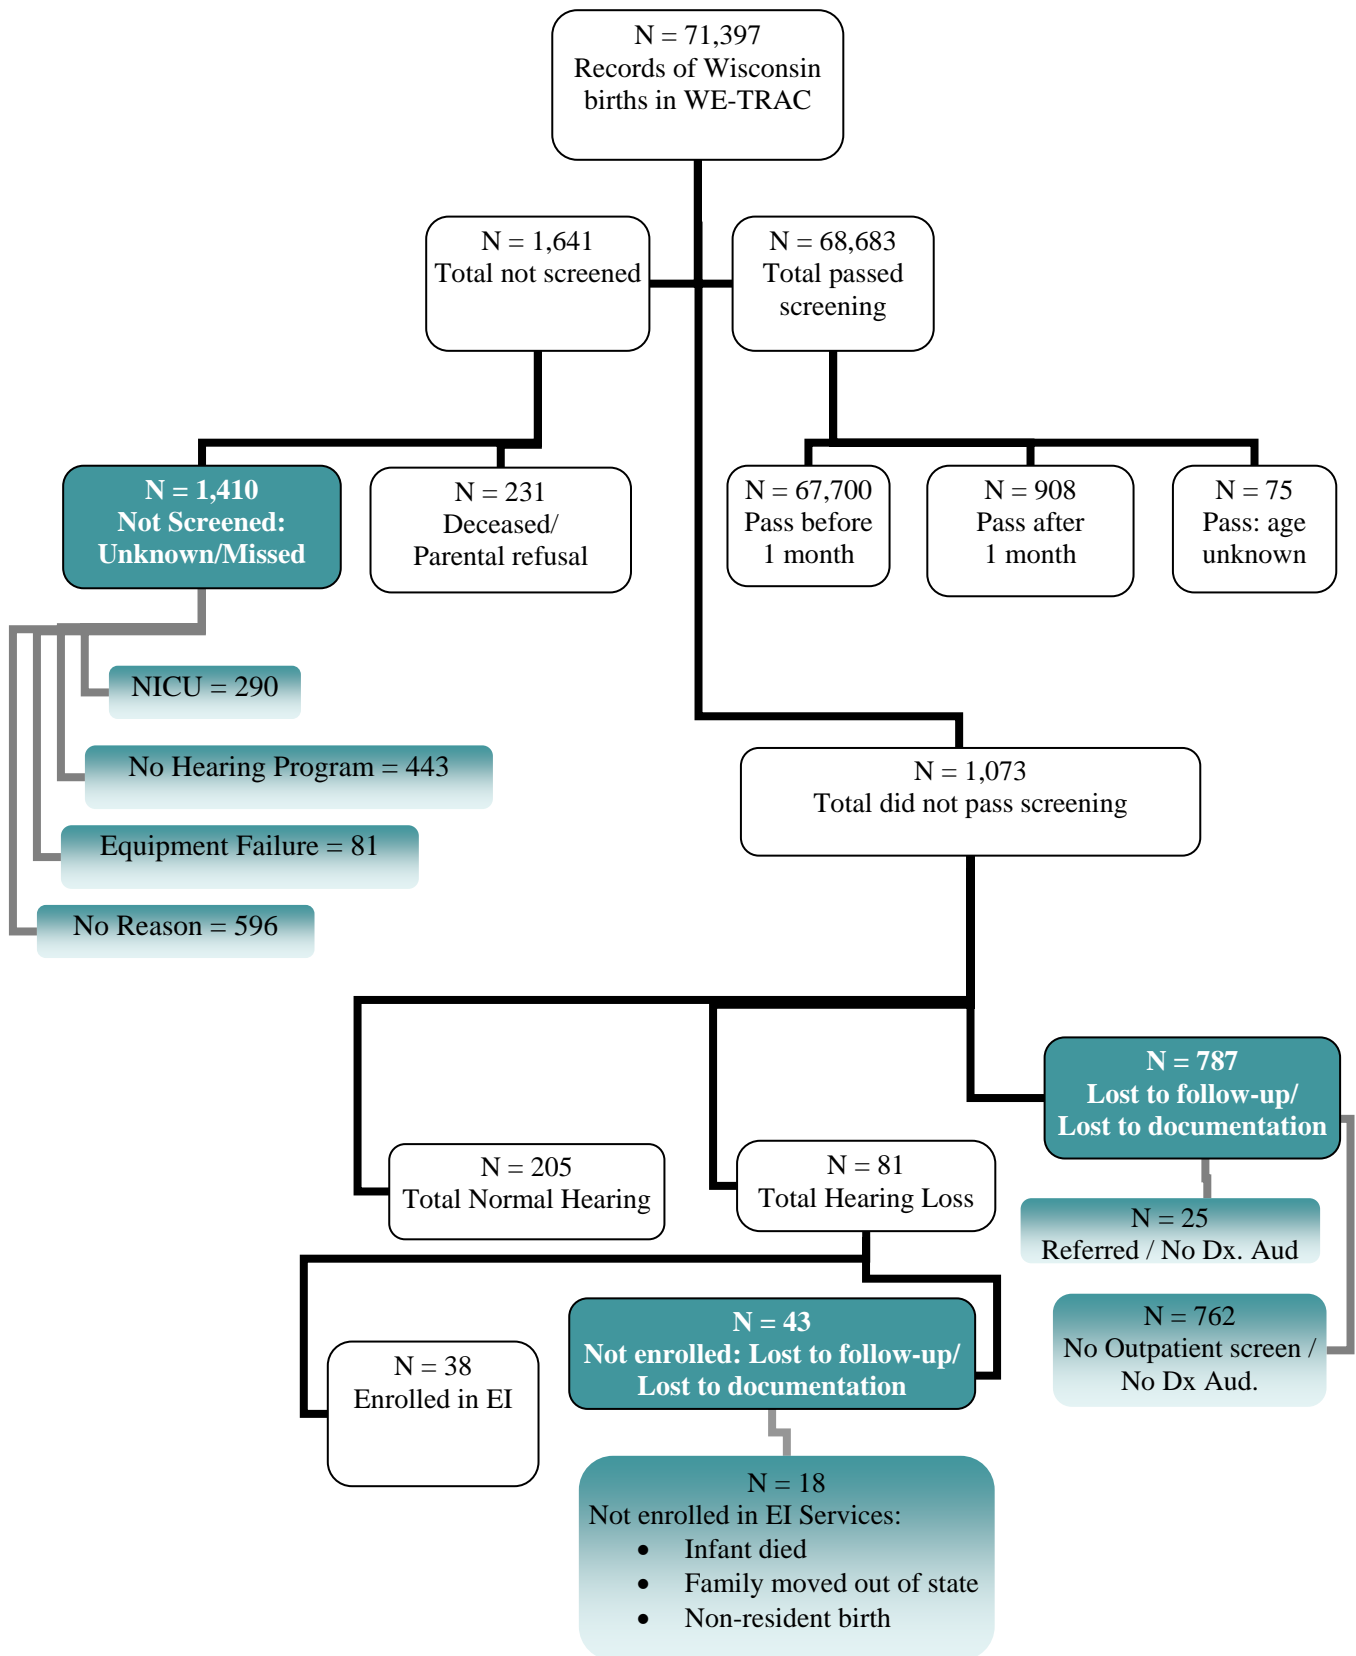 N = 71,397
Records of Wisconsin
births in WE-TRAC
N = 1,641
Total not screened
N = 68,683
Total passed
screening
N = 1,410
Not Screened:
Unknown/Missed
N = 231
Deceased/
Parental refusal
N = 67,700
Pass before
1 month
N = 908
Pass after
1 month
N = 75
Pass: age
unknown
NICU = 290
No Hearing Program = 443
Equipment Failure = 81
No Reason = 596
N = 1,073
Total did not pass screening
N = 787
Lost to follow-up/
Lost to documentation
N = 205
Total Normal Hearing
N = 81
Total Hearing Loss
N = 25
Referred / No Dx. Aud
N = 762
No Outpatient screen /
No Dx Aud.
N = 38
Enrolled in EI
N = 43
Not enrolled: Lost to follow-up/
Lost to documentation
N = 18
Not enrolled in EI Services:
• Infant died
• Family moved out of state
• Non-resident birth